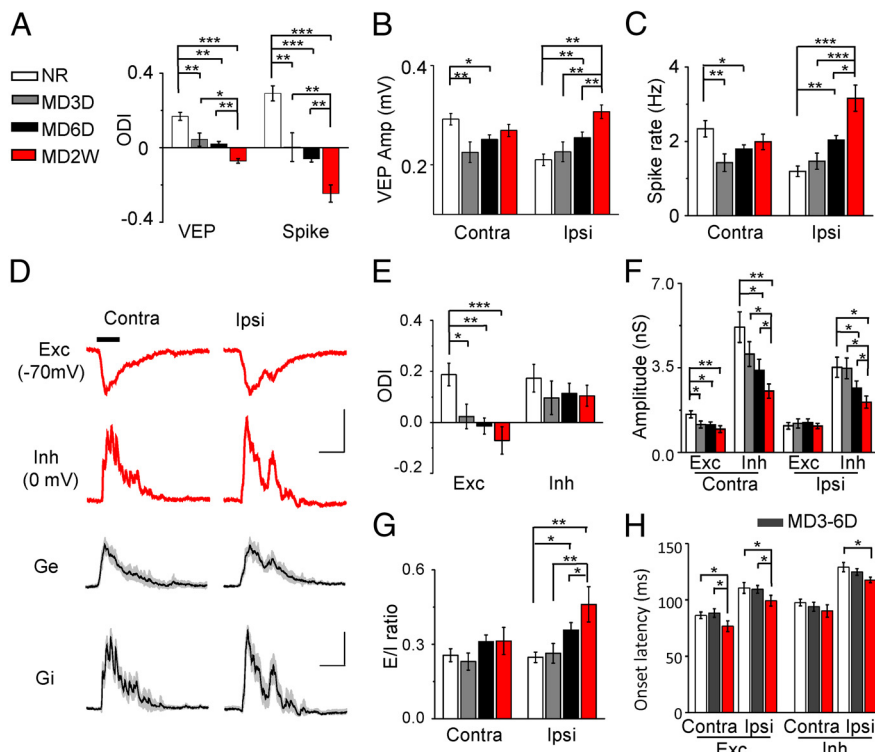 A
NR
MD3D
MD6D
MD2W
ODI
0.4
0
-0.4
***
**
**
*
**
***
***
**
**
**
VEP
Spike
B
VEP Amp (mV)
0.4
0.2
*
**
**
**
**
**
Contra
Ipsi
C
Spike rate (Hz)
4
2
0
*
**
***
***
*
**
Contra
Ipsi
D
Contra
Ipsi
Exc
(-70mV)
Inh
(0 mV)
Ge
Gi
E
ODI
0.4
0.2
0.0
-0.2
***
**
*
Exc
Inh
F
Amplitude (nS)
7.0
3.5
0.0
**
*
*
**
*
*
*
*
*
*
*
Exc
Inh
Exc
Inh
Contra
Ipsi
G
E/I ratio
0.6
0.3
0.0
**
*
**
*
Contra
Ipsi
H
MD3-6D
Onset latency (ms)
150
100
50
0
*
*
*
*
*
Contra Ipsi
Contra Ipsi
Exc
Inh